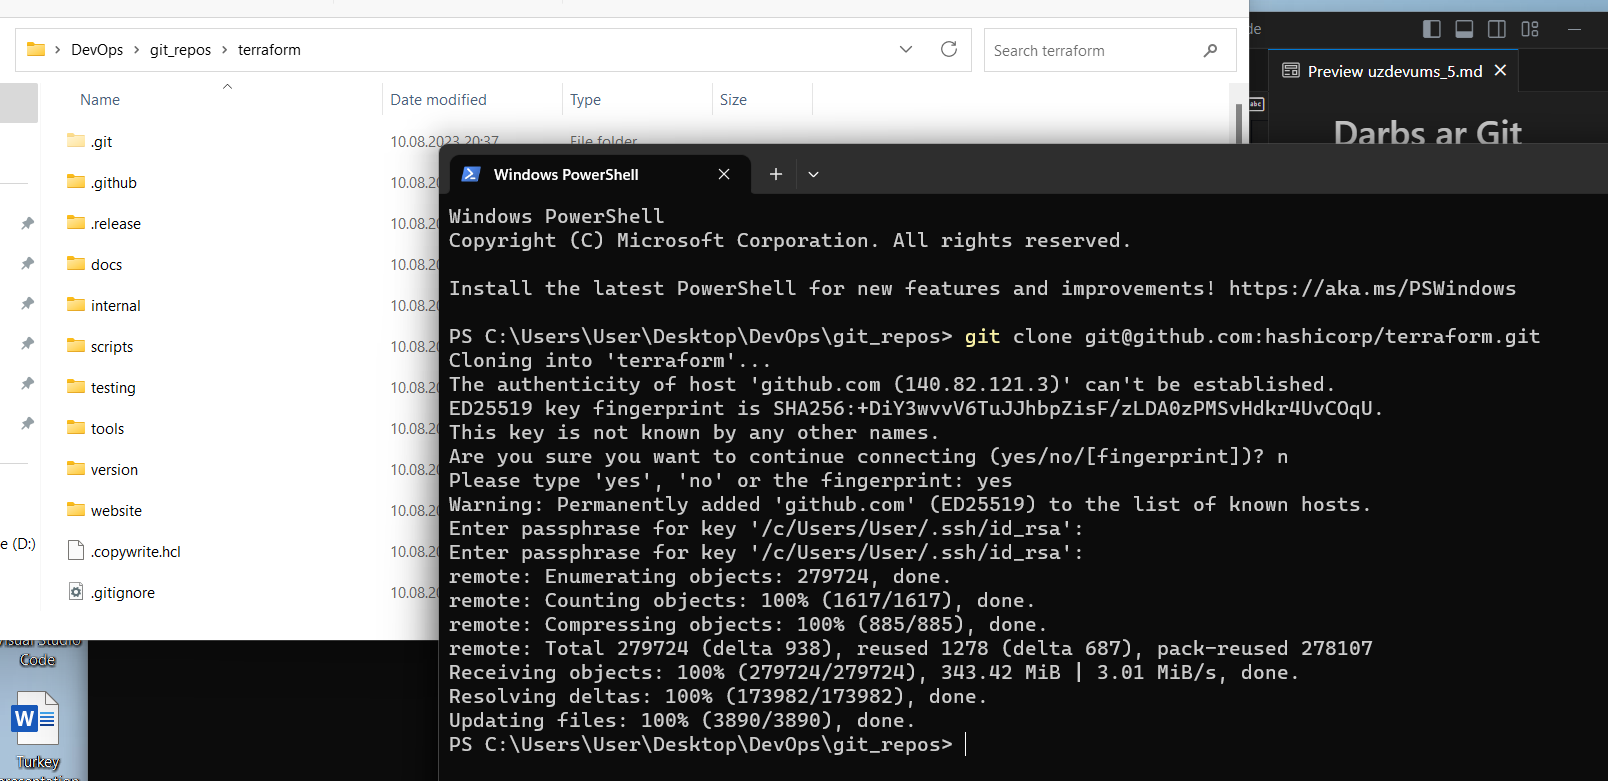 DevOps > git_repos > terraform
Search terraform
Name
Date modified
Type
Size
.git
10.08.2023 20:37
File folder
.github
10.08.20
.release
10.08.20
docs
10.08.20
internal
10.08.20
scripts
10.08.20
testing
10.08.20
tools
10.08.20
version
10.08.20
website
10.08.20
.copywrite.hcl
10.08.20
.gitignore
10.08.20
e (D:)
Visual Studio
Code
Turkey
de
Preview uzdevums_5.md
Darbs ar Git
Windows PowerShell
Windows PowerShell
Copyright (C) Microsoft Corporation. All rights reserved.
Install the latest PowerShell for new features and improvements! https://aka.ms/PSWindows
PS C:\Users\User\Desktop\DevOps\git_repos> git clone git@github.com:hashicorp/terraform.git
Cloning into 'terraform'...
The authenticity of host 'github.com (140.82.121.3)' can't be established.
ED25519 key fingerprint is SHA256:+DiY3wvvV6TuJJhbpZisF/zLDA0zPMSvHdkr4UvCOqU.
This key is not known by any other names.
Are you sure you want to continue connecting (yes/no/[fingerprint])? n
Please type 'yes', 'no' or the fingerprint: yes
Warning: Permanently added 'github.com' (ED25519) to the list of known hosts.
Enter passphrase for key '/c/Users/User/.ssh/id_rsa':
Enter passphrase for key '/c/Users/User/.ssh/id_rsa':
remote: Enumerating objects: 279724, done.
remote: Counting objects: 100% (1617/1617), done.
remote: Compressing objects: 100% (885/885), done.
remote: Total 279724 (delta 938), reused 1278 (delta 687), pack-reused 278107
Receiving objects: 100% (279724/279724), 343.42 MiB | 3.01 MiB/s, done.
Resolving deltas: 100% (173982/173982), done.
Updating files: 100% (3890/3890), done.
PS C:\Users\User\Desktop\DevOps\git_repos>